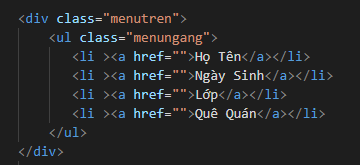 <div class="menutren">
<ul class="menungang">
<li ><a href="">Họ Tên</a></li>
<li ><a href="">Ngày Sinh</a></li>
<li ><a href="">Lớp</a></li>
<li ><a href="">Quê Quán</a></li>
</ul>
</div>